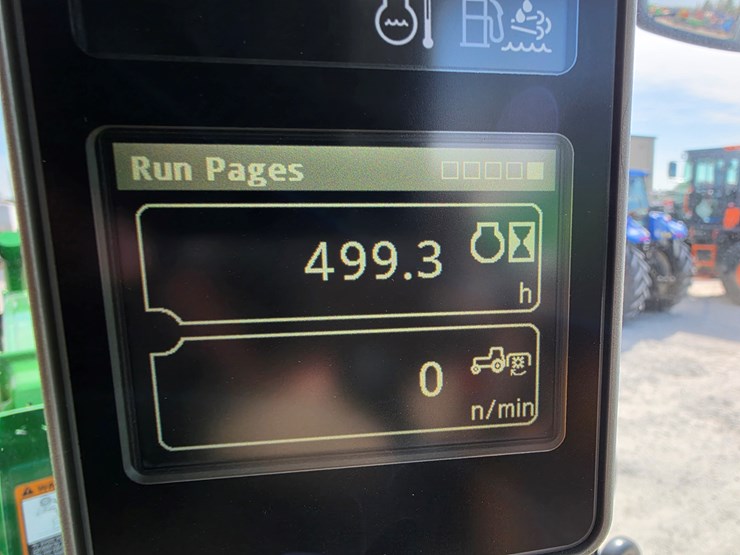 Run Pages
499.3
h
0
n/min